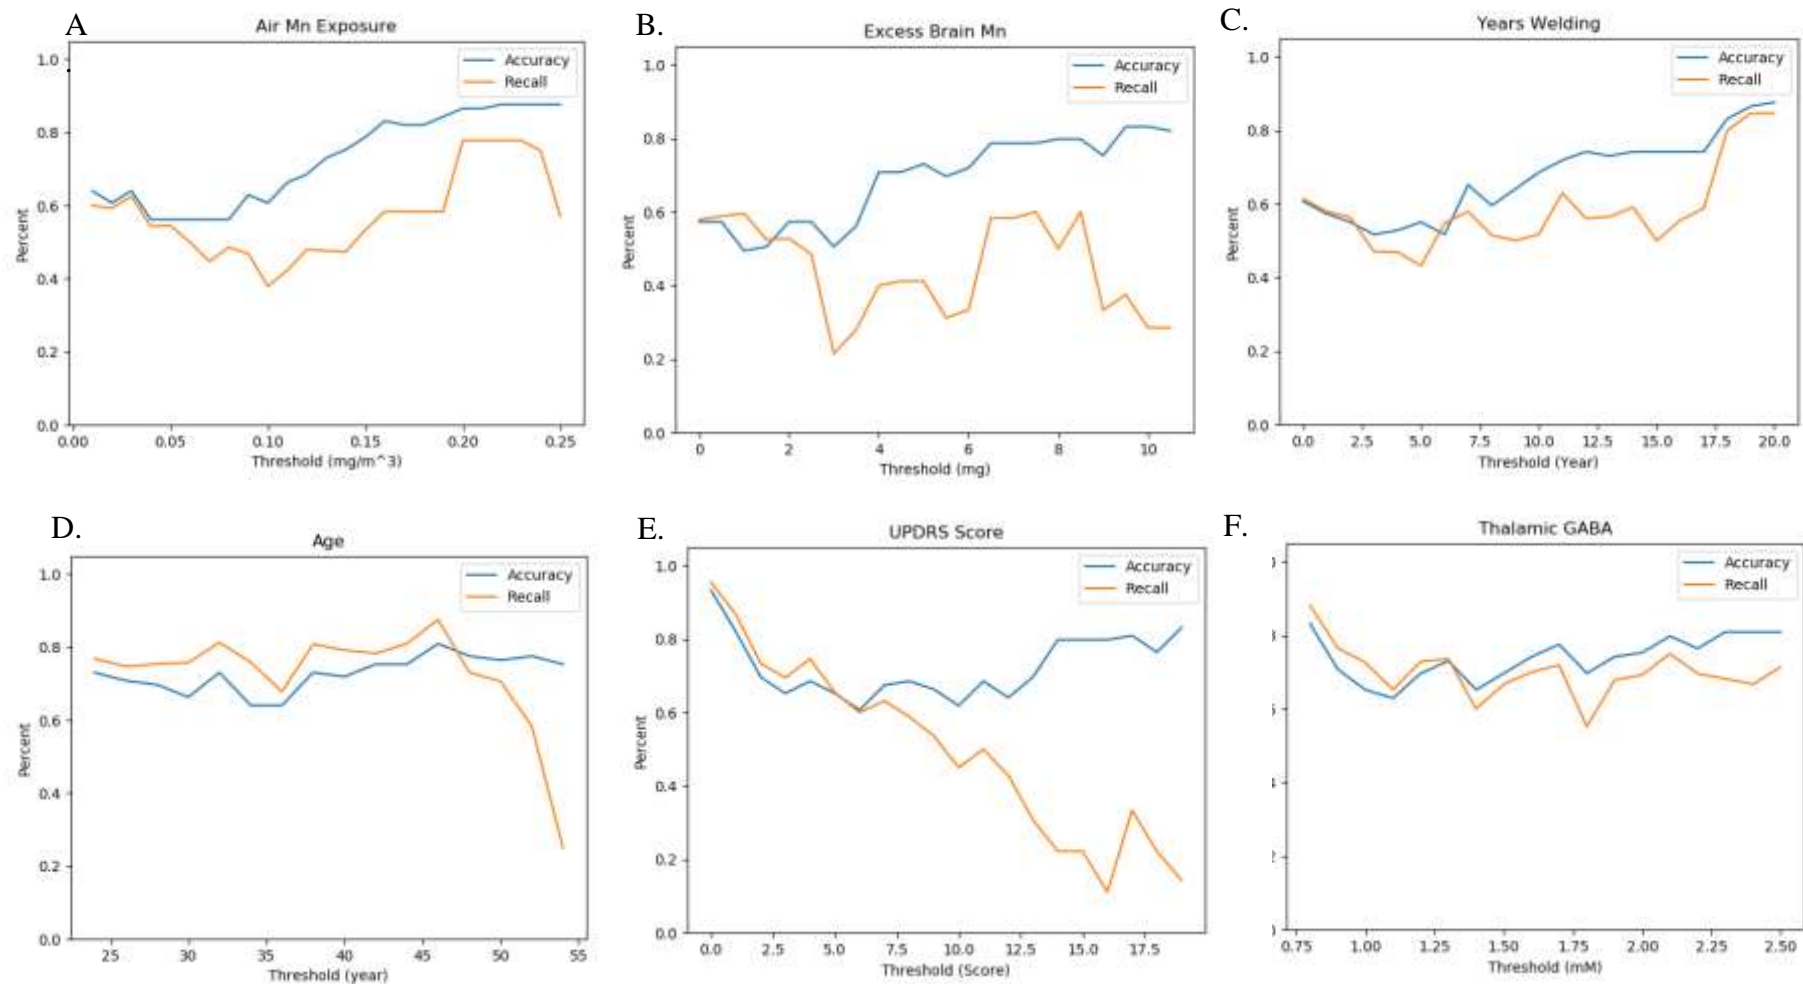 A
.
Air Mn Exposure
Accuracy
Recall
1.0
0.8
0.6
0.4
0.2
0.0
Percent
0.00 0.05 0.10 0.15 0.20 0.25
Threshold (mg/m^3)
B.
Excess Brain Mn
Accuracy
Recall
1.0
0.8
0.6
0.4
0.2
0.0
Percent
0 2 4 6 8 10
Threshold (mg)
C.
Years Welding
Accuracy
Recall
1.0
0.8
0.6
0.4
0.2
0.0
Percent
0.0 2.5 5.0 7.5 10.0 12.5 15.0 17.5 20.0
Threshold (Year)
D.
Age
Accuracy
Recall
1.0
0.8
0.6
0.4
0.2
0.0
Percent
25 30 35 40 45 50 55
Threshold (year)
E.
UPDRS Score
Accuracy
Recall
1.0
0.8
0.6
0.4
0.2
0.0
Percent
0.0 2.5 5.0 7.5 10.0 12.5 15.0 17.5
Threshold (Score)
F.
Thalamic GABA
Accuracy
Recall
0.75 1.00 1.25 1.50 1.75 2.00 2.25 2.50
Threshold (mM)